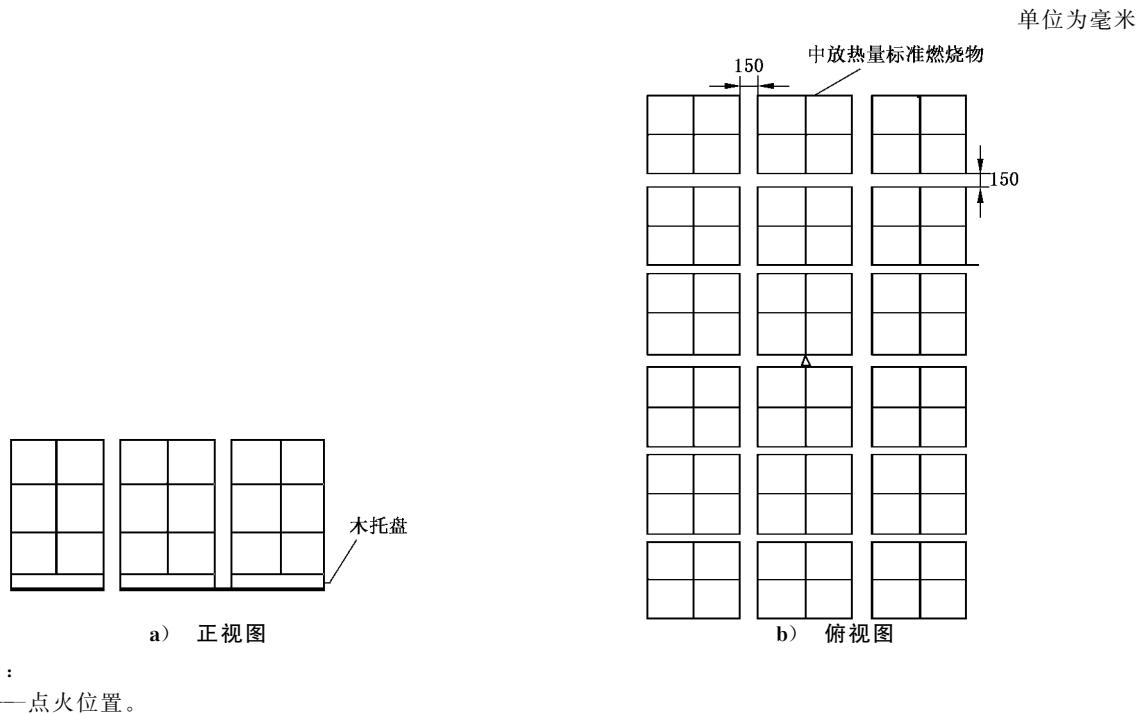 单位为毫米
中放热量标准燃烧物
150
150
木托盘
a) 正视图
b) 俯视图
:
—点火位置。